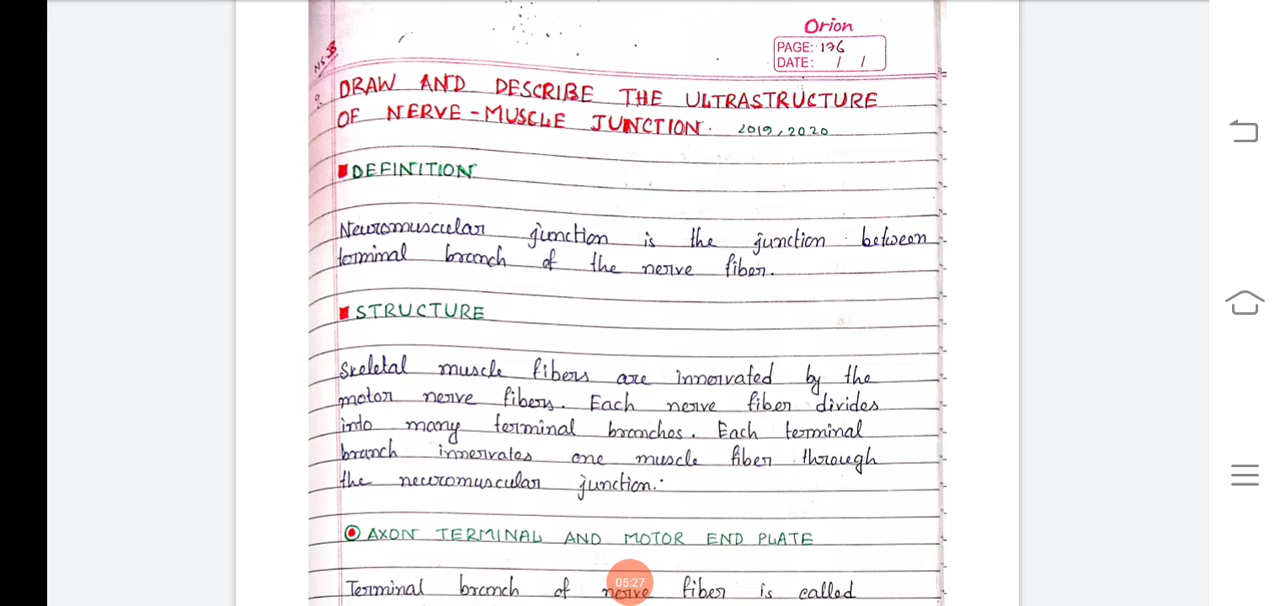 Orion
PAGE: 176
DATE: / /
NS-3
Q. DRAW AND DESCRIBE THE ULTRASTRUCTURE
OF NERVE-MUSCLE JUNCTION. 2019, 2020
DEFINITION
Neuromuscular junction is the junction between
terminal branch of the nerve fiber.
STRUCTURE
Skeletal muscle fibers are innervated by the
motor nerve fibers. Each nerve fiber divides
into many terminal branches. Each terminal
branch innervates one muscle fiber through
the neuromuscular junction.
AXON TERMINAL AND MOTOR END PLATE
Terminal branch of nerve fiber is called
05:27